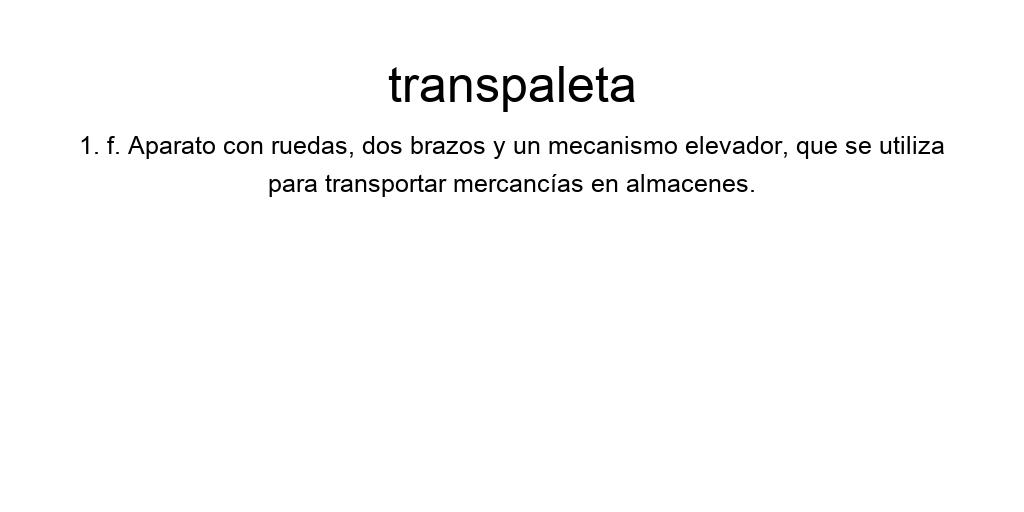 transpaleta
1. f. Aparato con ruedas, dos brazos y un mecanismo elevador, que se utiliza
para transportar mercancías en almacenes.